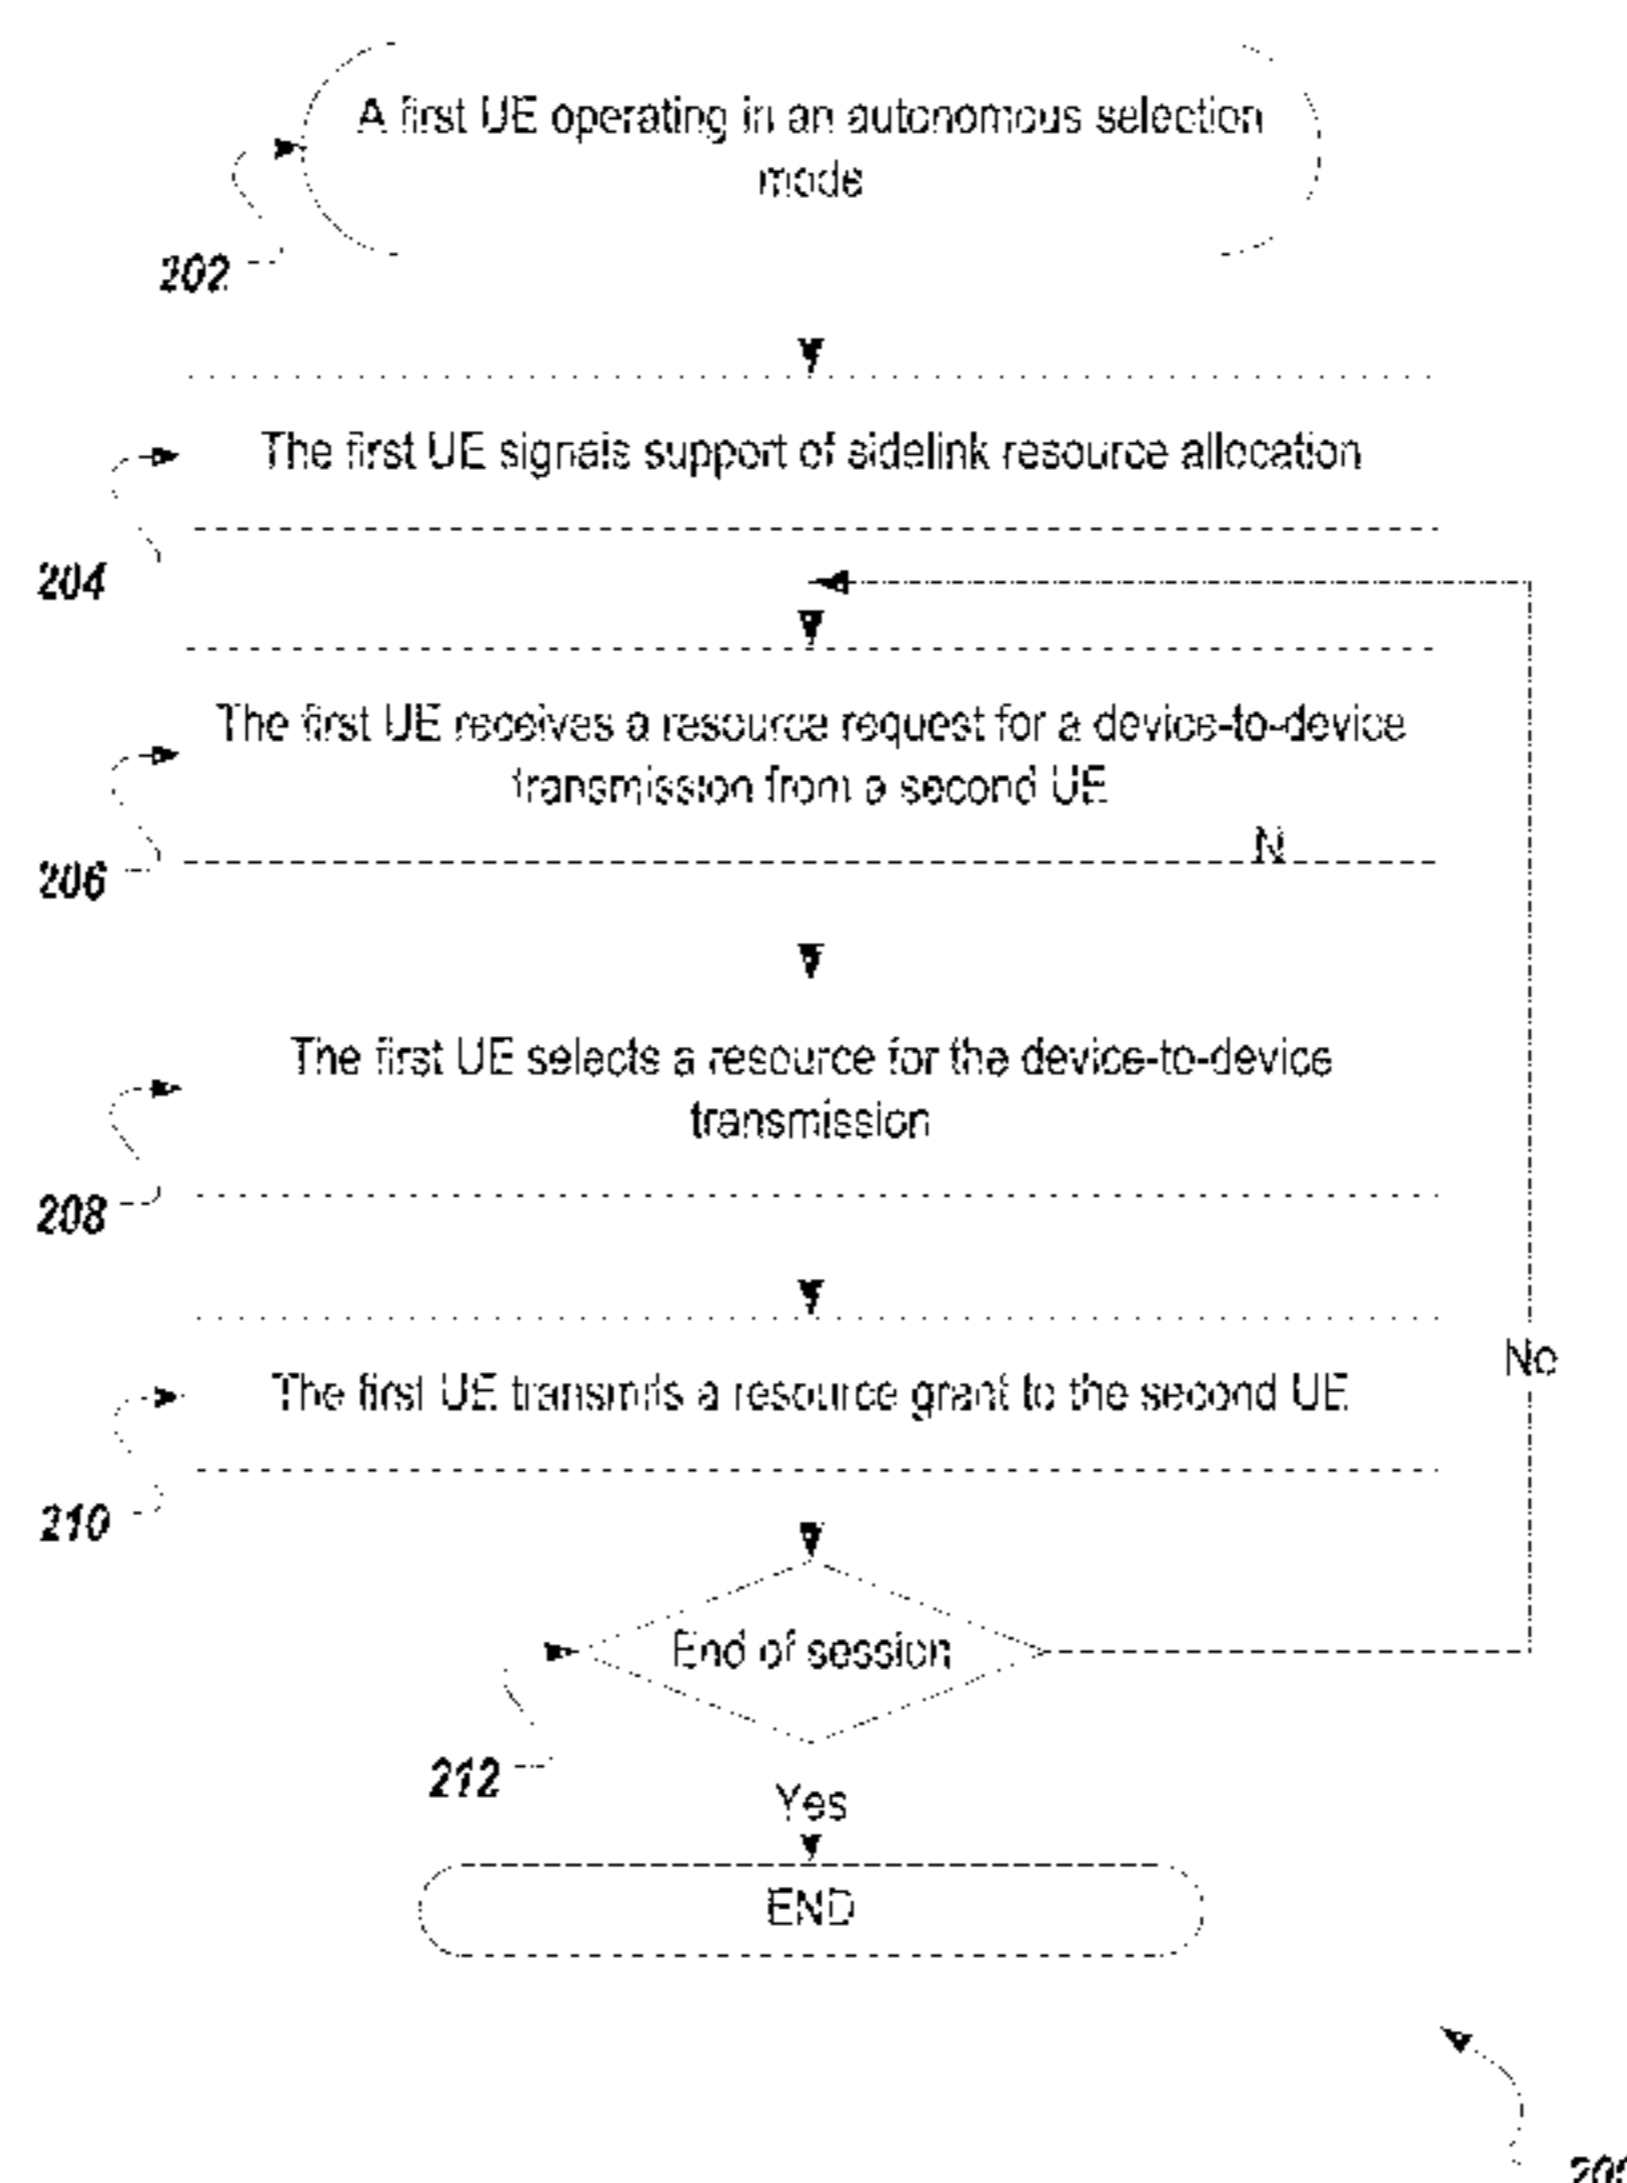 A first UE operating in an autonomous selection
mode
202
The first UE signals support of sidelink resource allocation
204
The first UE receives a resource request for a device-to-device
transmission from a second UE
N
206
The first UE selects a resource for the device-to-device
transmission
208
No
The first UE transmits a resource grant to the second UE
210
End of session
212
Yes
END